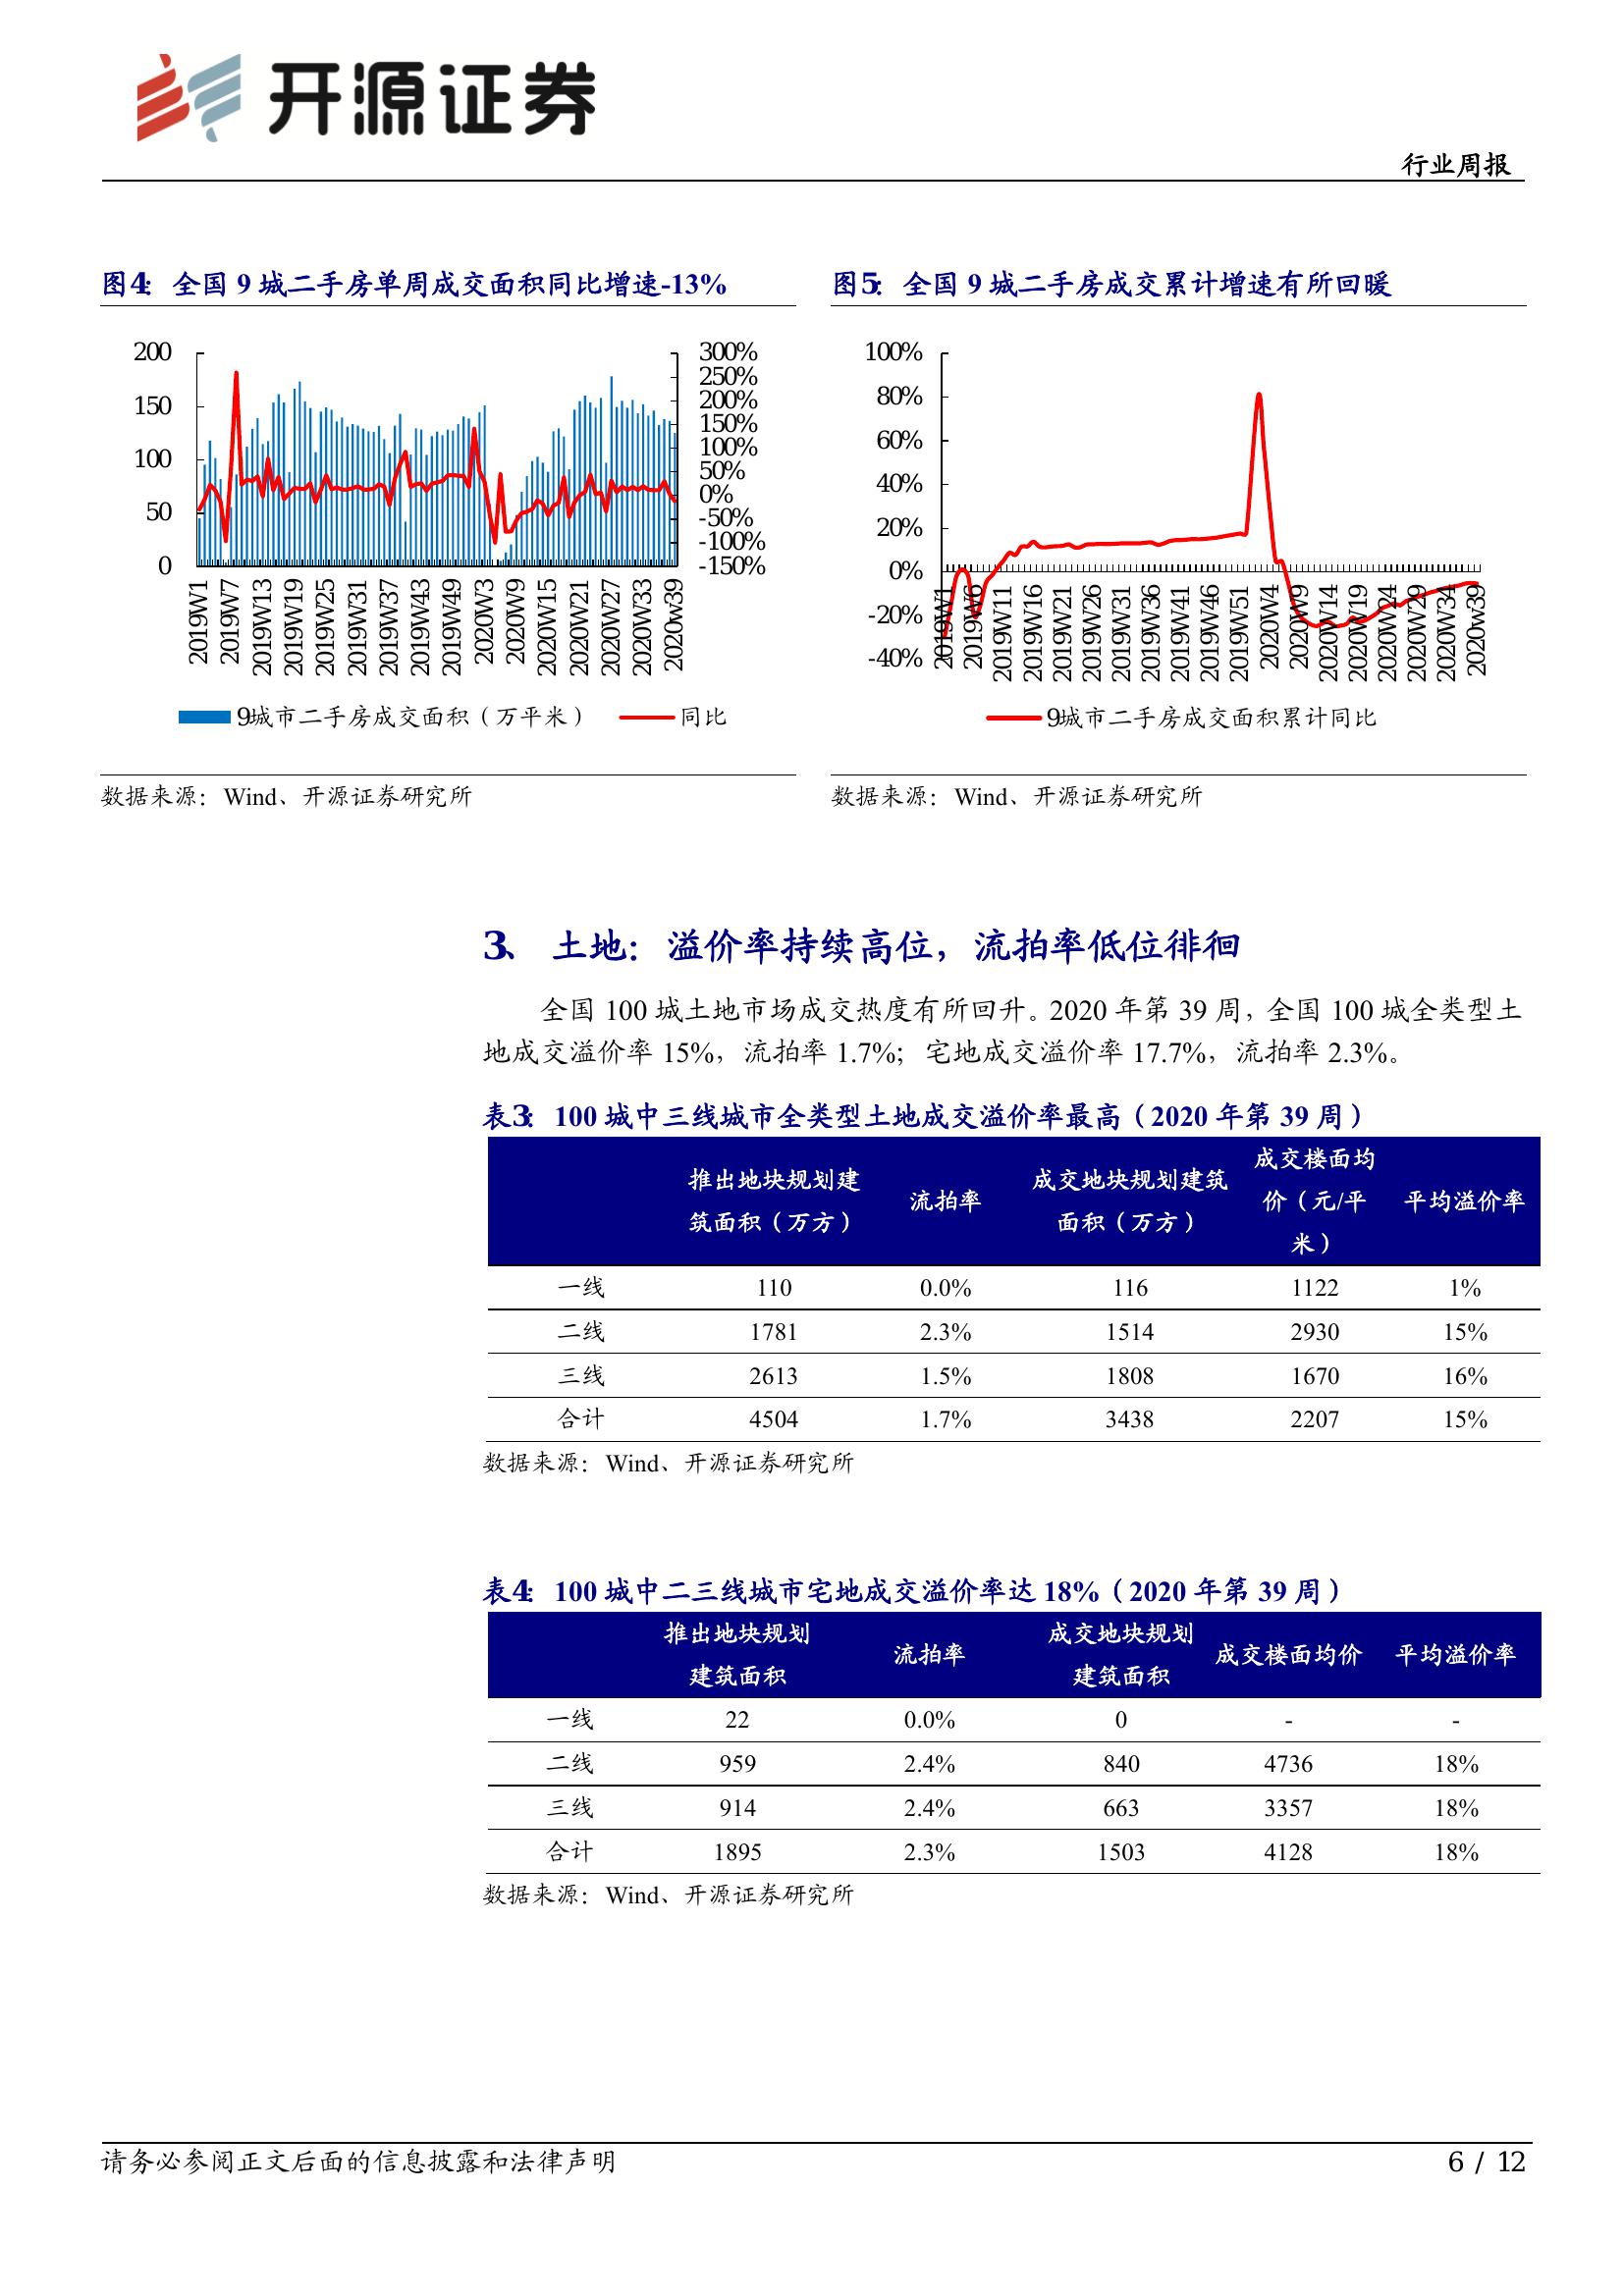 开源证券
行业周报
图4：全国 9 城二手房单周成交面积同比增速-13%
200
150
100
50
0
300%
250%
200%
150%
100%
50%
0%
-50%
-100%
-150%
2019W1
2019W7
2019W13
2019W19
2019W25
2019W31
2019W37
2019W43
2019W49
2020W3
2020W9
2020W15
2020W21
2020W27
2020W33
2020w39
9城市二手房成交面积（万平米）
同比
数据来源：Wind、开源证券研究所
图5：全国 9 城二手房成交累计增速有所回暖
100%
80%
60%
40%
20%
0%
-20%
-40%
2019W1
2019W6
2019W11
2019W16
2019W21
2019W26
2019W31
2019W36
2019W41
2019W46
2019W51
2020W4
2020W9
2020W14
2020W19
2020W24
2020W29
2020W34
2020w39
9城市二手房成交面积累计同比
数据来源：Wind、开源证券研究所
3、 土地：溢价率持续高位，流拍率低位徘徊
全国 100 城土地市场成交热度有所回升。2020 年第 39 周，全国 100 城全类型土
地成交溢价率 15%，流拍率 1.7%；宅地成交溢价率 17.7%，流拍率 2.3%。
表3：100 城中三线城市全类型土地成交溢价率最高（2020 年第 39 周）
推出地块规划建
筑面积（万方）
流拍率
成交地块规划建筑
面积（万方）
成交楼面均
价（元/平
米）
平均溢价率
一线 110 0.0% 116 1122 1%
二线 1781 2.3% 1514 2930 15%
三线 2613 1.5% 1808 1670 16%
合计 4504 1.7% 3438 2207 15%
数据来源：Wind、开源证券研究所
表4：100 城中二三线城市宅地成交溢价率达 18%（2020 年第 39 周）
推出地块规划
建筑面积
流拍率
成交地块规划
建筑面积
成交楼面均价
平均溢价率
一线 22 0.0% 0 - -
二线 959 2.4% 840 4736 18%
三线 914 2.4% 663 3357 18%
合计 1895 2.3% 1503 4128 18%
数据来源：Wind、开源证券研究所
请务必参阅正文后面的信息披露和法律声明
6 / 12